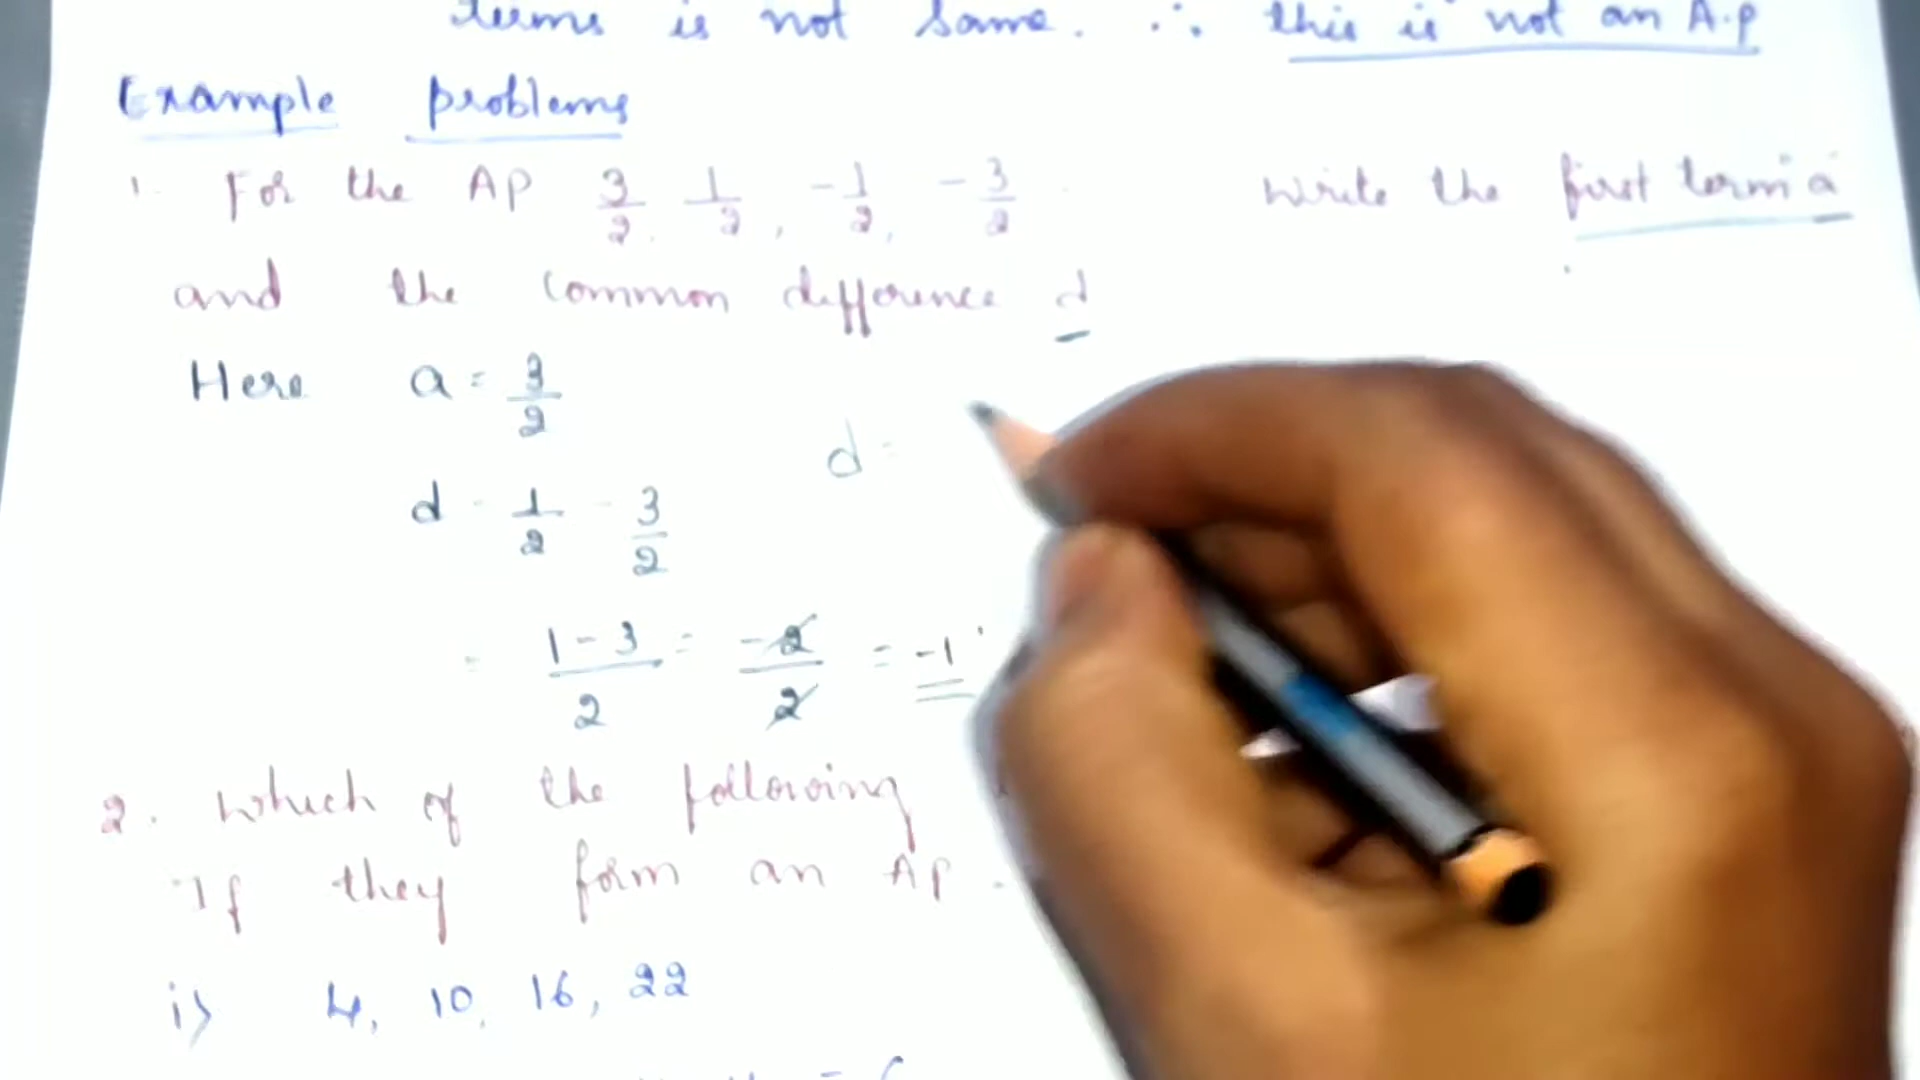 terms is not same. ∴ this is not an A.P
Example problems
1. For the AP 3/2, 1/2, -1/2, -3/2 write the first term a
and the common difference d
Here a = 3/2
d = 1/2 - 3/2
d =
= 1-3/2 = -2/2 = -1
2. which of the following
If they form an AP.
i) 4, 10, 16, 22